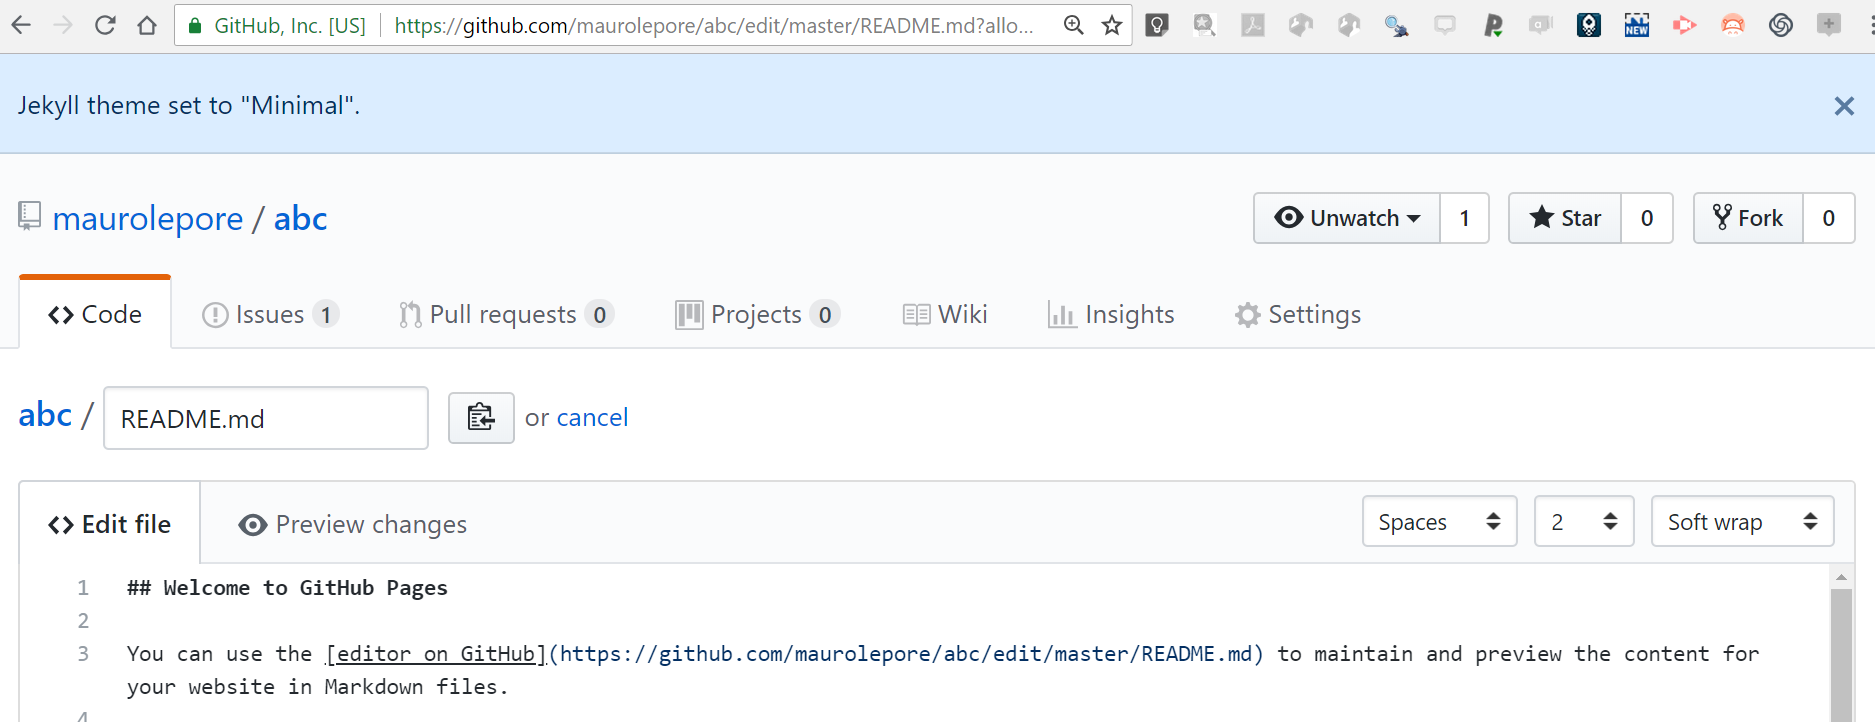 GitHub, Inc. [US] https://github.com/maurolepore/abc/edit/master/README.md?allo...
NEW
Jekyll theme set to "Minimal".
maurolepore / abc
Unwatch 1 Star 0 Fork 0
Code Issues 1 Pull requests 0 Projects 0 Wiki Insights Settings
abc / README.md or cancel
Edit file Preview changes Spaces 2 Soft wrap
1 ## Welcome to GitHub Pages
2
3 You can use the [editor on GitHub](https://github.com/maurolepore/abc/edit/master/README.md) to maintain and preview the content for
your website in Markdown files.
4